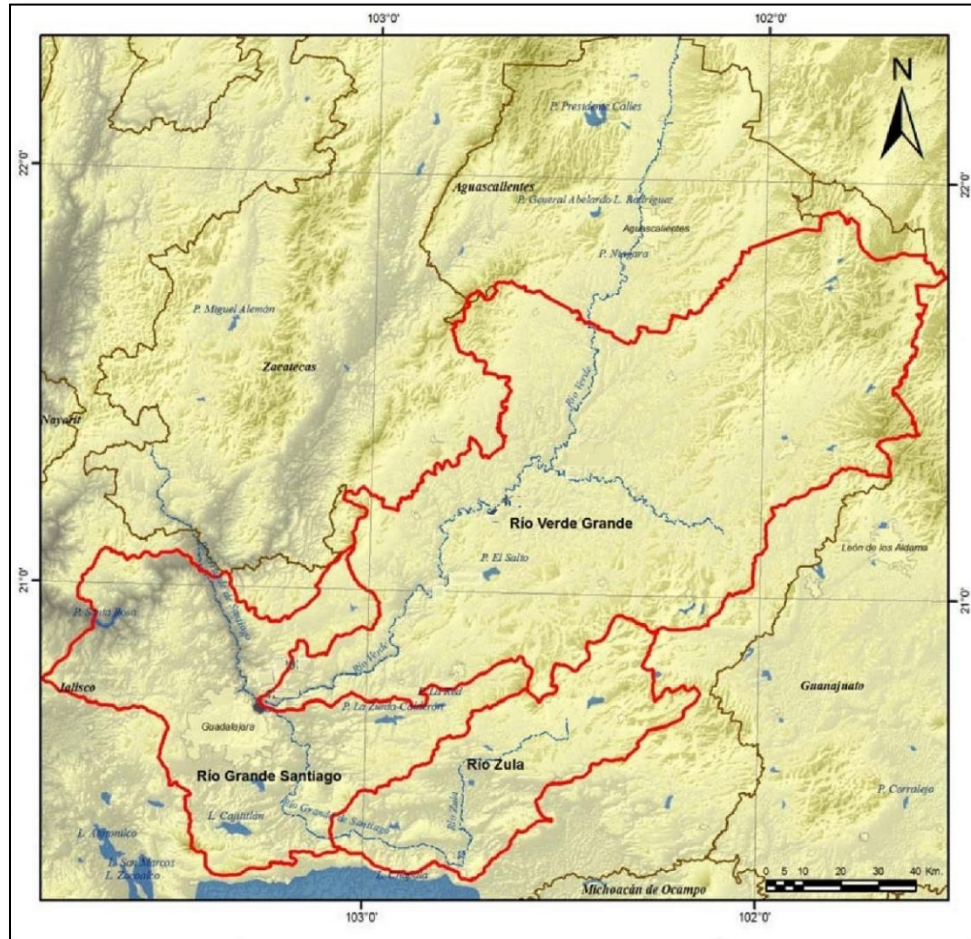 103°0'
102°0'
N
P. Presidente Calles
22°0'
22°0'
Aguascalientes
P. General Abelardo L. Rodríguez
Aguascalientes
P. Niagara
P. Miguel Alemán
Zacatecas
Río Verde
Nayarit
Río Verde Grande
León de los Aldama
P. El Salto
21°0'
21°0'
P. Santa Rosa
Río Verde
Jalisco
Guanajuato
P. La Red
P. La Zurda-Calderón
Guadalajara
Río Grande Santiago
Río Zula
P. Corralejo
Río Grande de Santiago
Río Zula
L. Cajititlán
L. San Marcos
L. Zacoalco
L. Chapala
Michoacán de Ocampo
0 5 10 20 30 40 Km.
103°0'
102°0'